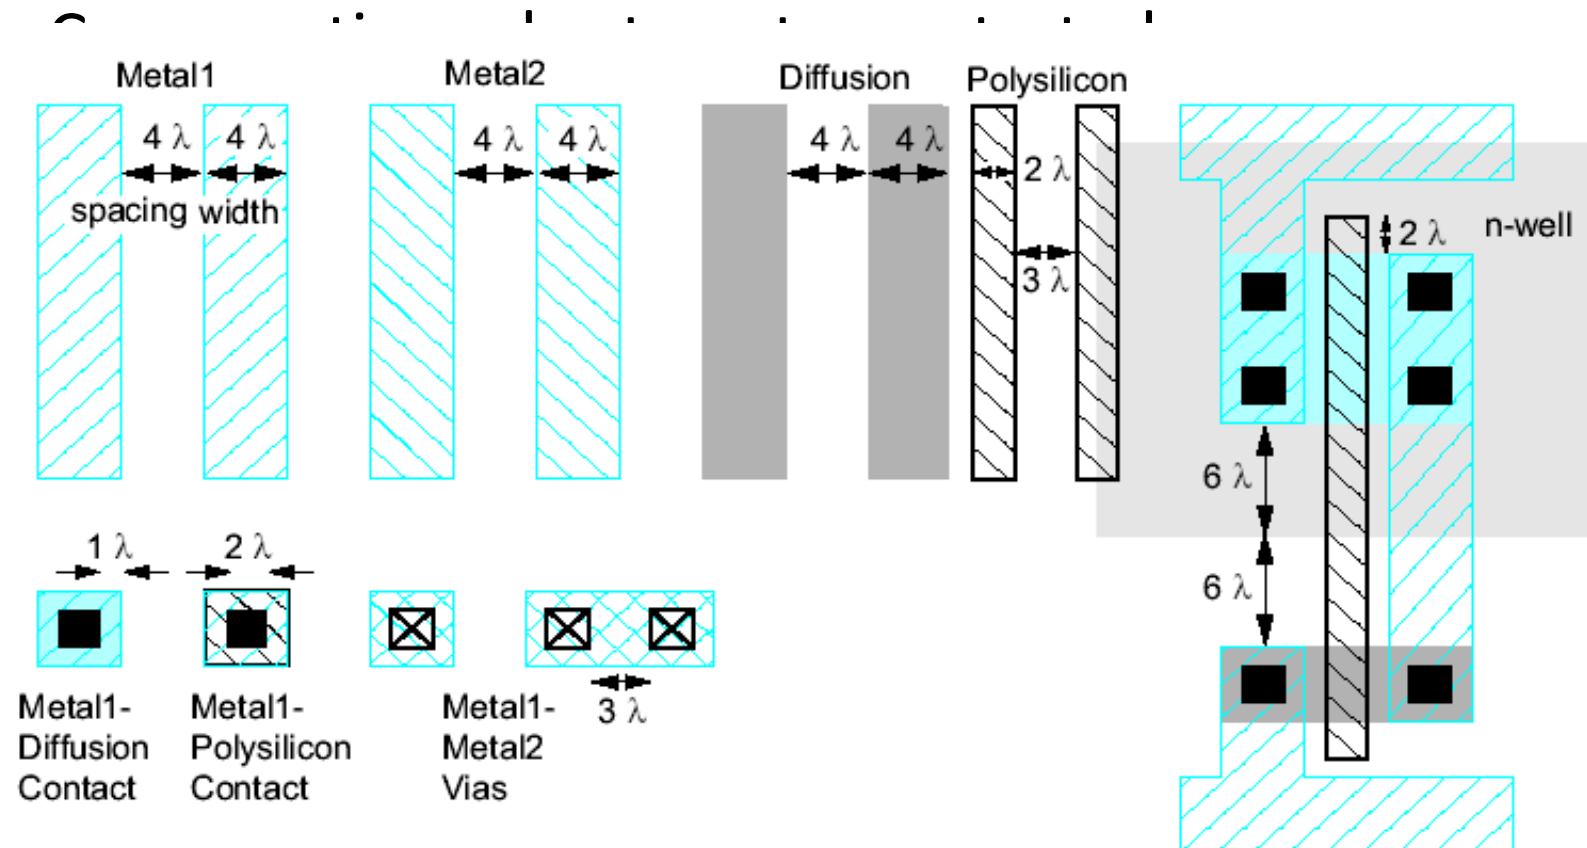 Metal1
Metal2
Diffusion
Polysilicon
4 λ
4 λ
4 λ
4 λ
4 λ
4 λ
2 λ
spacing width
3 λ
2 λ
n-well
6 λ
6 λ
1 λ
2 λ
3 λ
Metal1-
Diffusion
Contact
Metal1-
Polysilicon
Contact
Metal1-
Metal2
Vias